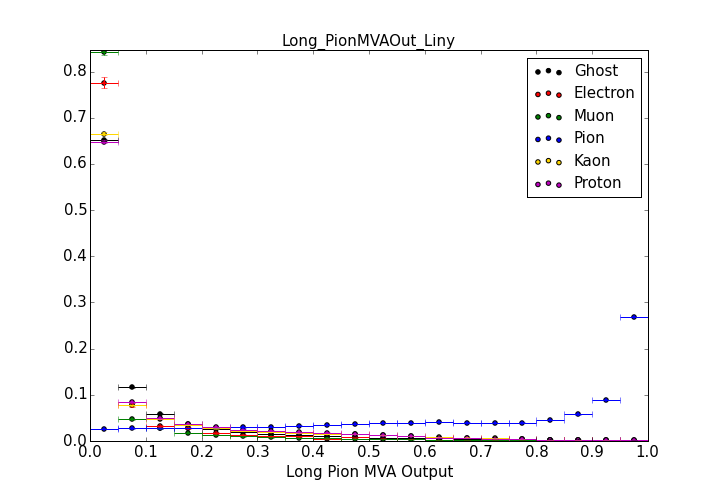 Long_PionMVAOut_Liny
0.8
0.7
0.6
0.5
0.4
0.3
0.2
0.1
0.0
Ghost
Electron
Muon
Pion
Kaon
Proton
0.0 0.1 0.2 0.3 0.4 0.5 0.6 0.7 0.8 0.9 1.0
Long Pion MVA Output